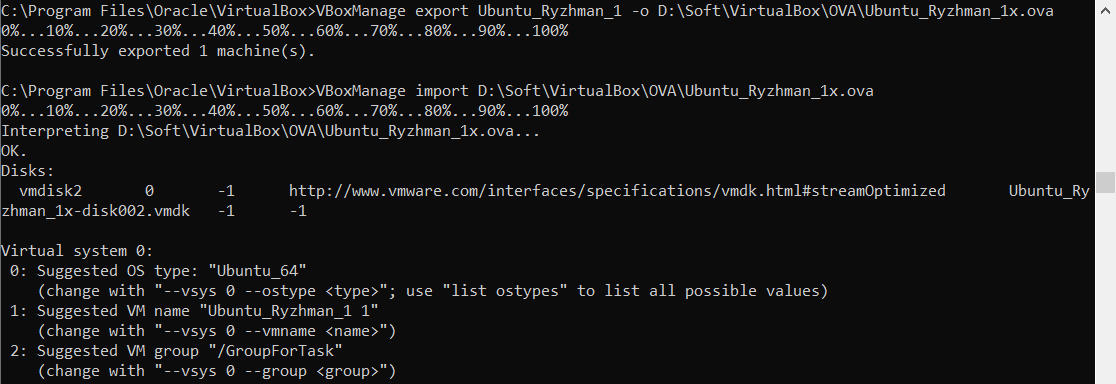 C:\Program Files\Oracle\VirtualBox>VBoxManage export Ubuntu_Ryzhman_1 -o D:\Soft\VirtualBox\OVA\Ubuntu_Ryzhman_1x.ova
0%...10%...20%...30%...40%...50%...60%...70%...80%...90%...100%
Successfully exported 1 machine(s).

C:\Program Files\Oracle\VirtualBox>VBoxManage import D:\Soft\VirtualBox\OVA\Ubuntu_Ryzhman_1x.ova
0%...10%...20%...30%...40%...50%...60%...70%...80%...90%...100%
Interpreting D:\Soft\VirtualBox\OVA\Ubuntu_Ryzhman_1x.ova...
OK.
Disks:
  vmdisk2       0       -1      http://www.vmware.com/interfaces/specifications/vmdk.html#streamOptimized       Ubuntu_Ry
zhman_1x-disk002.vmdk   -1      -1

Virtual system 0:
 0: Suggested OS type: "Ubuntu_64"
    (change with "--vsys 0 --ostype <type>"; use "list ostypes" to list all possible values)
 1: Suggested VM name "Ubuntu_Ryzhman_1 1"
    (change with "--vsys 0 --vmname <name>")
 2: Suggested VM group "/GroupForTask"
    (change with "--vsys 0 --group <group>")